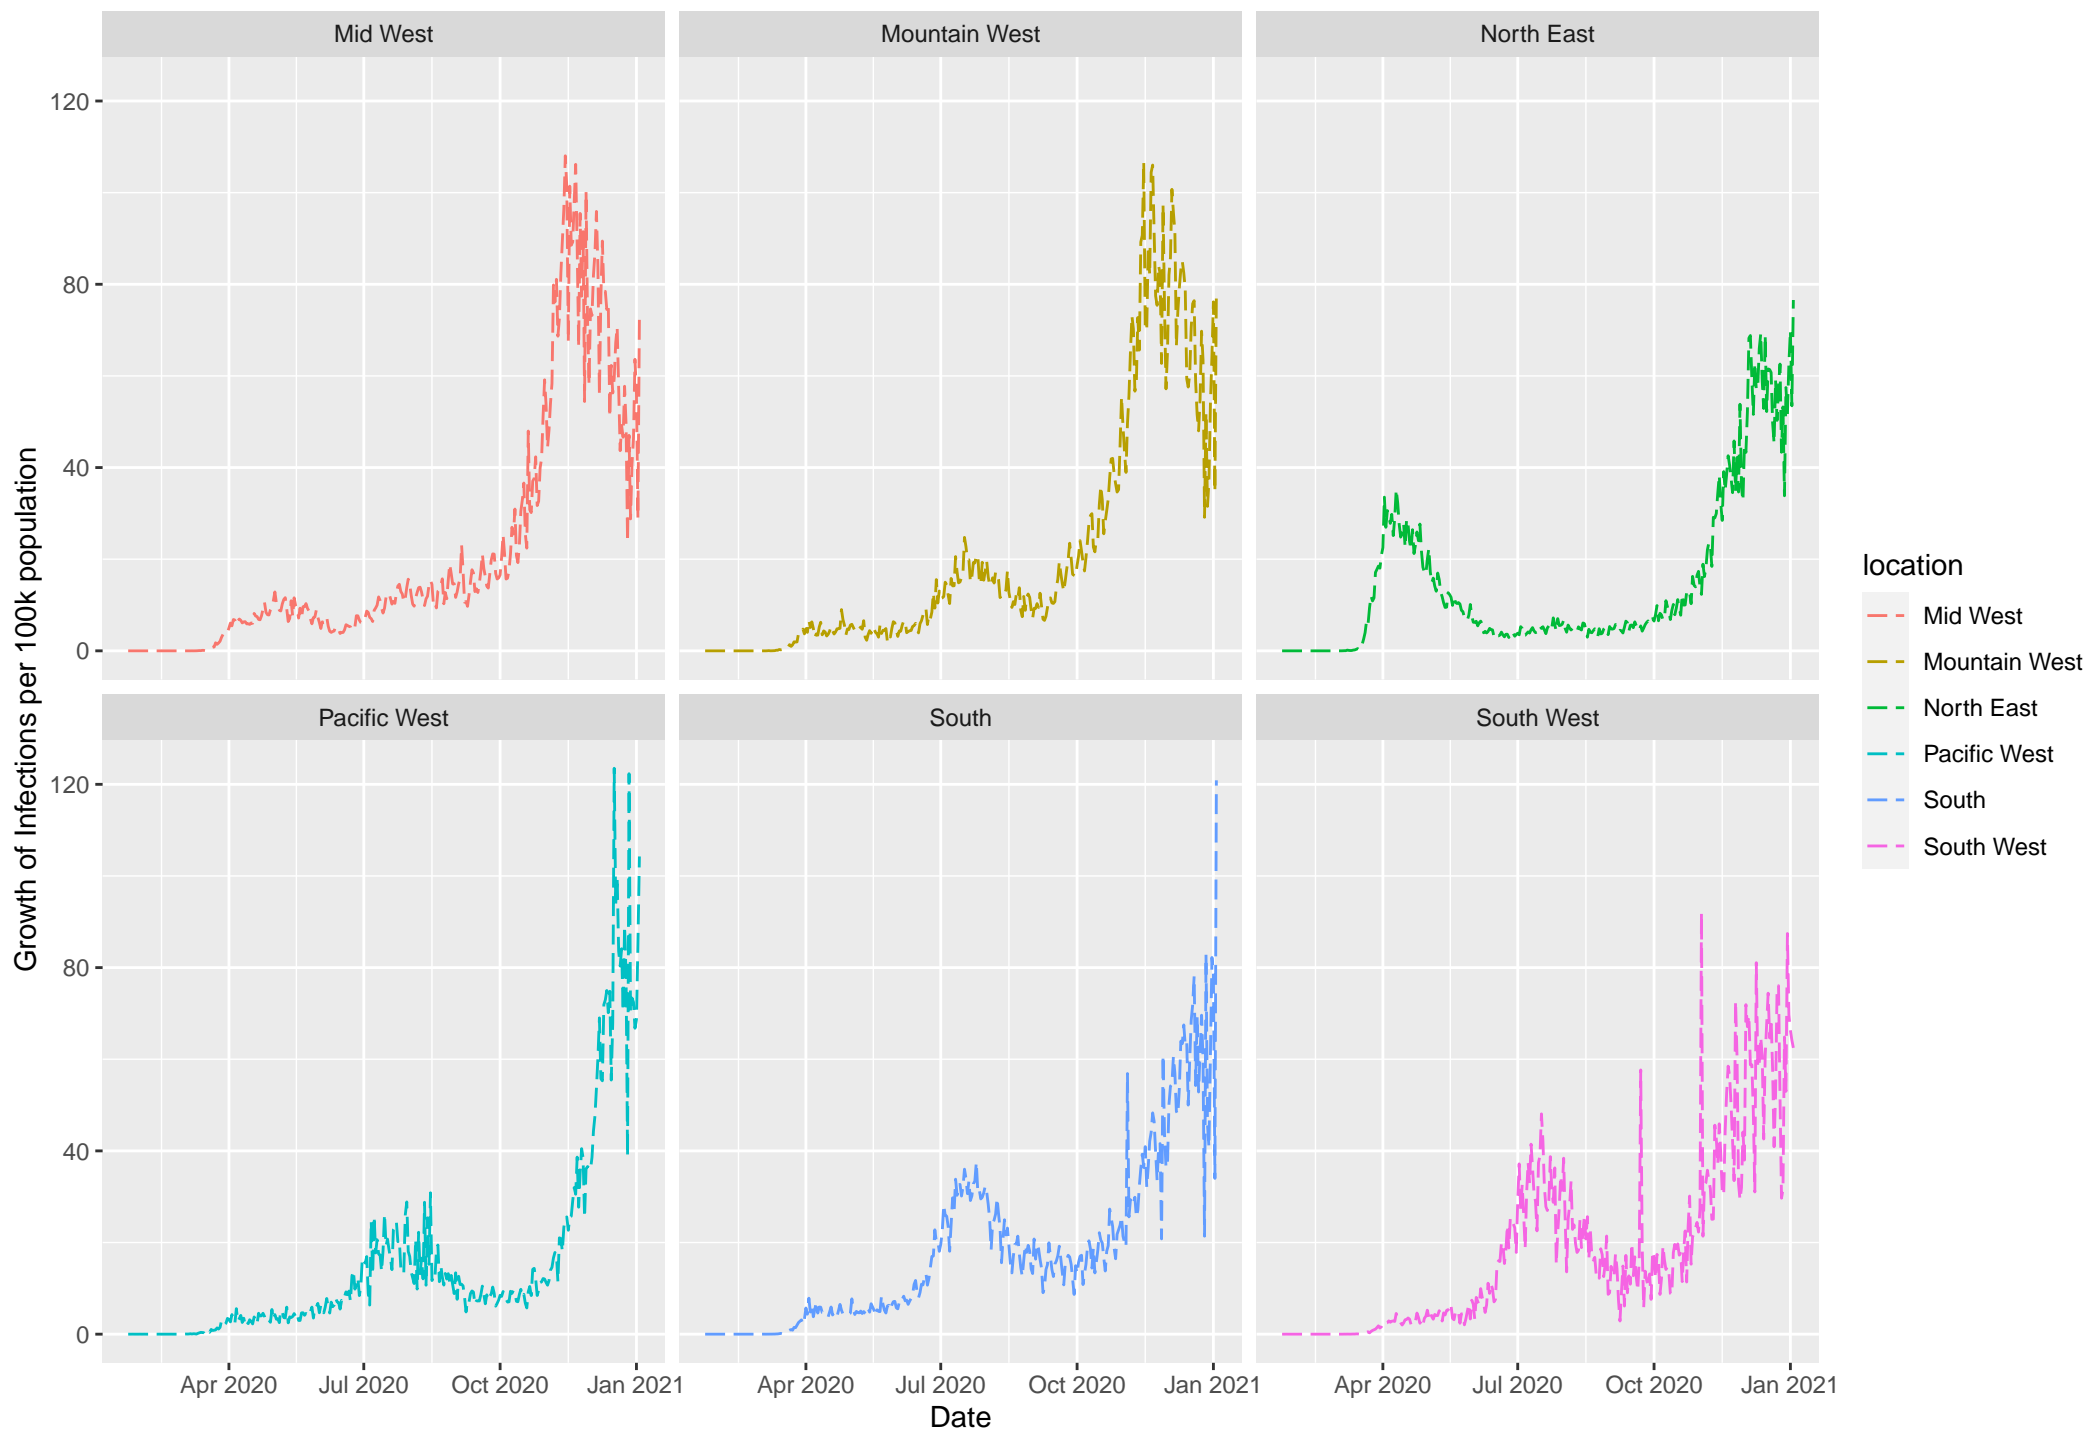 Mid West
Mountain West
North East
120
80
40
0
Pacific West
South
South West
120
80
40
0
Apr 2020
Jul 2020
Oct 2020
Jan 2021
Apr 2020
Jul 2020
Oct 2020
Jan 2021
Apr 2020
Jul 2020
Oct 2020
Jan 2021
Date
Growth of Infections per 100k population
location
Mid West
Mountain West
North East
Pacific West
South
South West